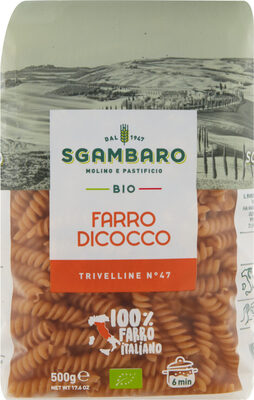 DAL 1947
SGAMBARO
MOLINO E PASTIFICIO
BIO
FARRO
DICOCCO
TRIVELLINE N°47
100%
FARRO
ITALIANO
500g e
NET WT 17.6 OZ
6 min